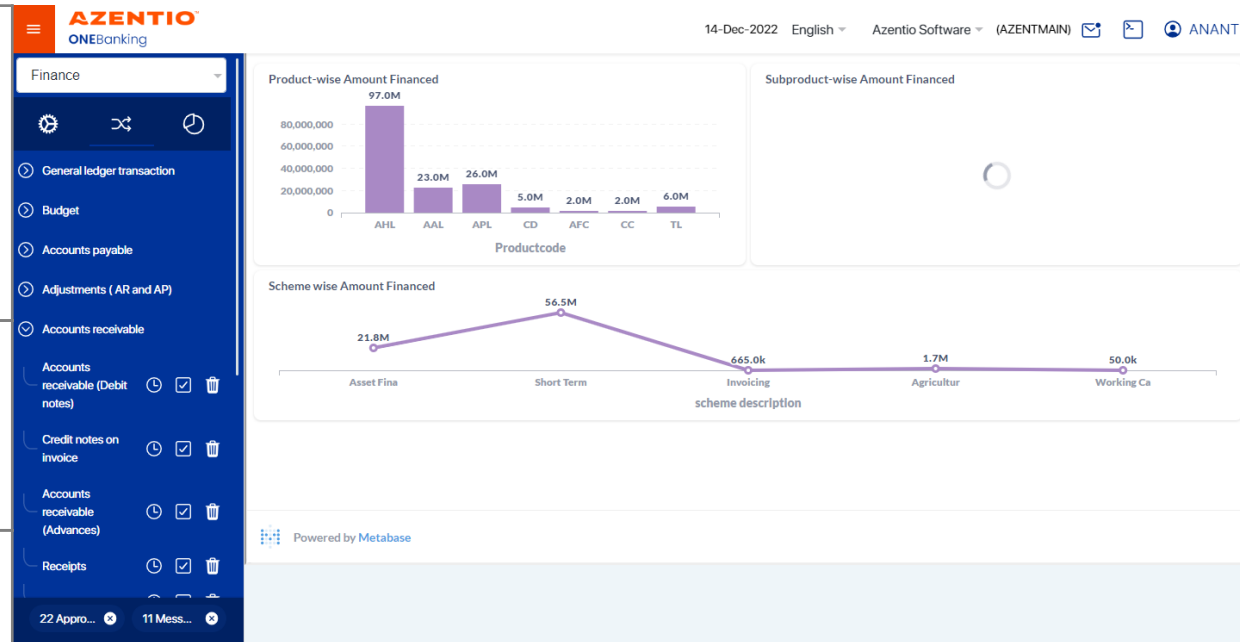 AZENTIO™
ONEBanking
14-Dec-2022 English Azentio Software (AZENTMAIN) ANANT
Finance
General ledger transaction
Budget
Accounts payable
Adjustments ( AR and AP)
Accounts receivable
Accounts
receivable (Debit
notes)
Credit notes on
invoice
Accounts
receivable
(Advances)
Receipts
22 Appro...
11 Mess...
Product-wise Amount Financed
97.0M
80,000,000
60,000,000
40,000,000
20,000,000
0
23.0M
26.0M
5.0M
2.0M
2.0M
6.0M
AHL AAL APL CD AFC CC TL
Productcode
Subproduct-wise Amount Financed
Scheme wise Amount Financed
21.8M
56.5M
665.0k
1.7M
50.0k
Asset Fina Short Term Invoicing Agricultur Working Ca
scheme description
Powered by Metabase